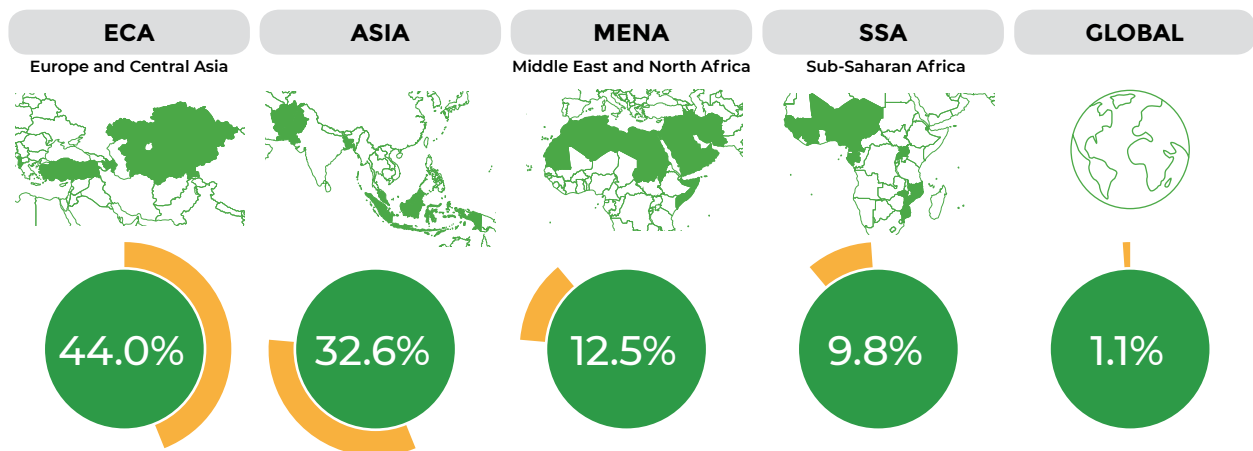 ECA
Europe and Central Asia
44.0%
ASIA
32.6%
MENA
Middle East and North Africa
12.5%
SSA
Sub-Saharan Africa
9.8%
GLOBAL
1.1%